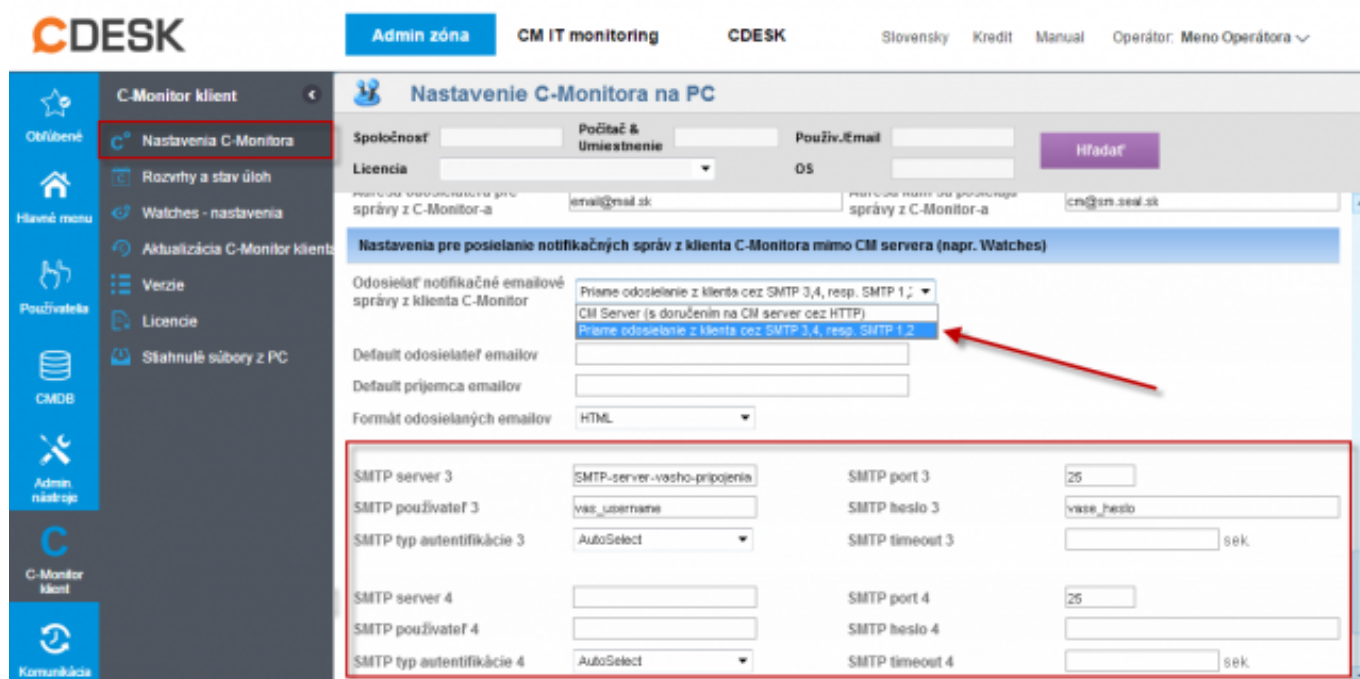 CDESK
Admin zóna CM IT monitoring CDESK Slovensky Kredit Manual Operátor: Meno Operátora
Obľúbené
Hlavné menu
Používatelia
CMDB
Admin. nástroje
C-Monitor klient
Komunikácia
C-Monitor klient
Nastavenia C-Monitora
Rozvrhy a stav úloh
Watches - nastavenia
Aktualizácia C-Monitor klienta
Verzie
Licencie
Stiahnuté súbory z PC
Nastavenie C-Monitora na PC
Spoločnosť Počítač & Umiestnenie Použív./Email
Hľadať
Licencia OS
Adresa odosielateľa pre správy z C-Monitor-a email@mail.sk
Adresa kam sa posielajú správy z C-Monitor-a cm@sm.seal.sk
Nastavenia pre posielanie notifikačných správ z klienta C-Monitora mimo CM servera (napr. Watches)
Odosielať notifikačné emailové správy z klienta C-Monitor
Priame odosielanie z klienta cez SMTP 3,4, resp. SMTP 1,2
CM Server (s doručením na CM server cez HTTP)
Priame odosielanie z klienta cez SMTP 3,4, resp. SMTP 1,2
Default odosielateľ emailov
Default príjemca emailov
Formát odosielaných emailov HTML
SMTP server 3 SMTP-server-vasho-pripojenia SMTP port 3 25
SMTP používateľ 3 vas_username SMTP heslo 3 vase_heslo
SMTP typ autentifikácie 3 AutoSelect SMTP timeout 3 sek.
SMTP server 4 SMTP port 4 25
SMTP používateľ 4 SMTP heslo 4
SMTP typ autentifikácie 4 AutoSelect SMTP timeout 4 sek.